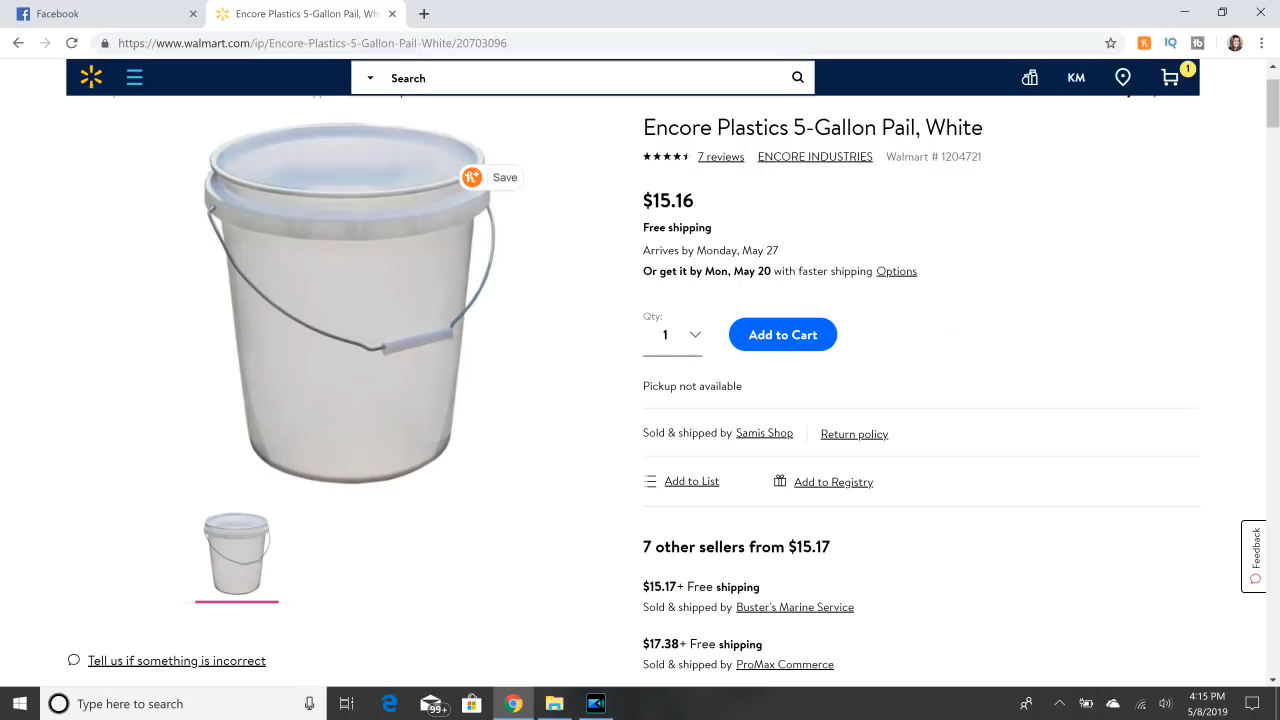 Facebook
Encore Plastics 5-Gallon Pail, Wh
https://www.walmart.com/ip/Encore-Plastics-5-Gallon-Pail-White/20703096
Search
KM
1
Encore Plastics 5-Gallon Pail, White
7 reviews ENCORE INDUSTRIES Walmart # 1204721
Save
$15.16
Free shipping
Arrives by Monday, May 27
Or get it by Mon, May 20 with faster shipping Options
Qty:
1
Add to Cart
Pickup not available
Sold & shipped by Samis Shop Return policy
Add to List Add to Registry
7 other sellers from $15.17
Feedback
$15.17+ Free shipping
Sold & shipped by Buster's Marine Service
$17.38+ Free shipping
Tell us if something is incorrect
Sold & shipped by ProMax Commerce
Type here to search
99+
4:15 PM
5/8/2019